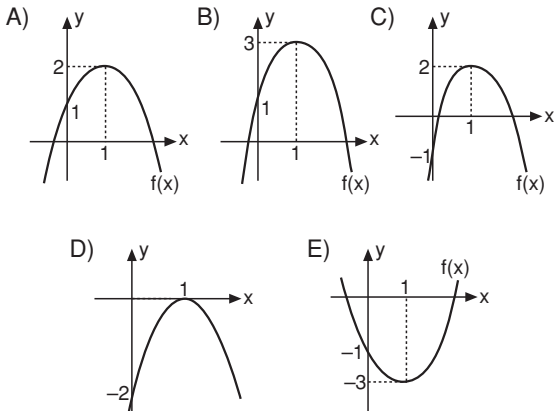 A)
y
2
1
1
x
f(x)
B)
y
3
1
1
x
f(x)
C)
y
2
1
x
–1
f(x)
D)
y
1
x
–2
E)
y
f(x)
1
x
–1
–3